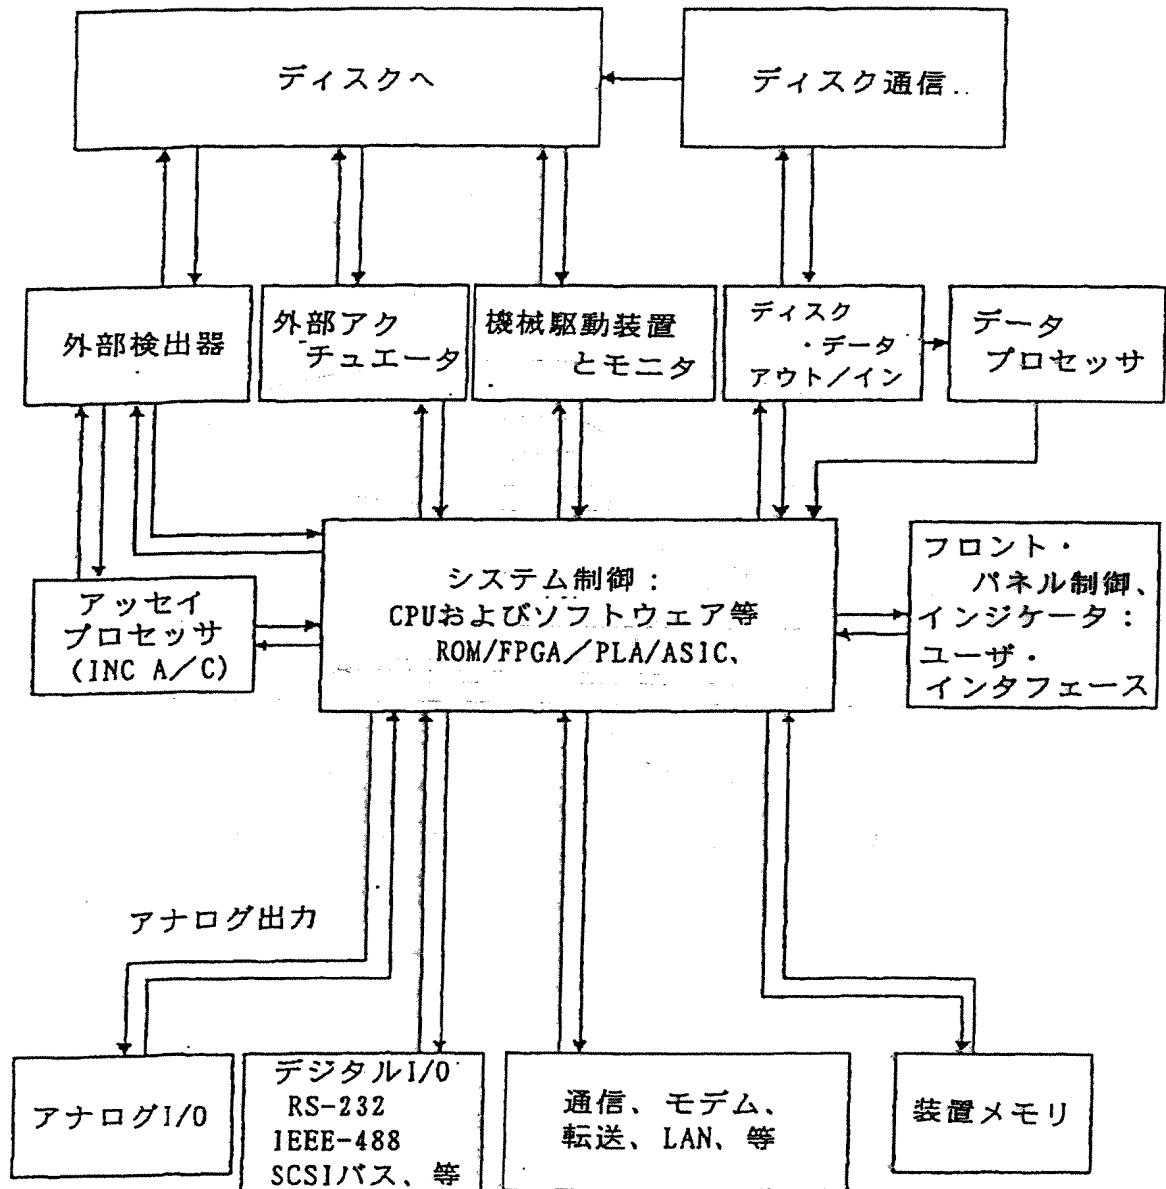 ディスクへ
ディスク通信..
外部検出器
外部アク
チュエータ
機械駆動装置
とモニタ
ディスク
・データ
アウト／イン
データ
プロセッサ
アッセイ
プロセッサ
(INC A／C)
システム制御：
CPUおよびソフトウェア等
ROM/FPGA／PLA/ASIC、
フロント・
パネル制御、
インジケータ：
ユーザ・
インタフェース
アナログ出力
アナログI/O
デジタルI/O
RS-232
IEEE-488
SCSIバス、等
通信、モデム、
転送、LAN、等
装置メモリ